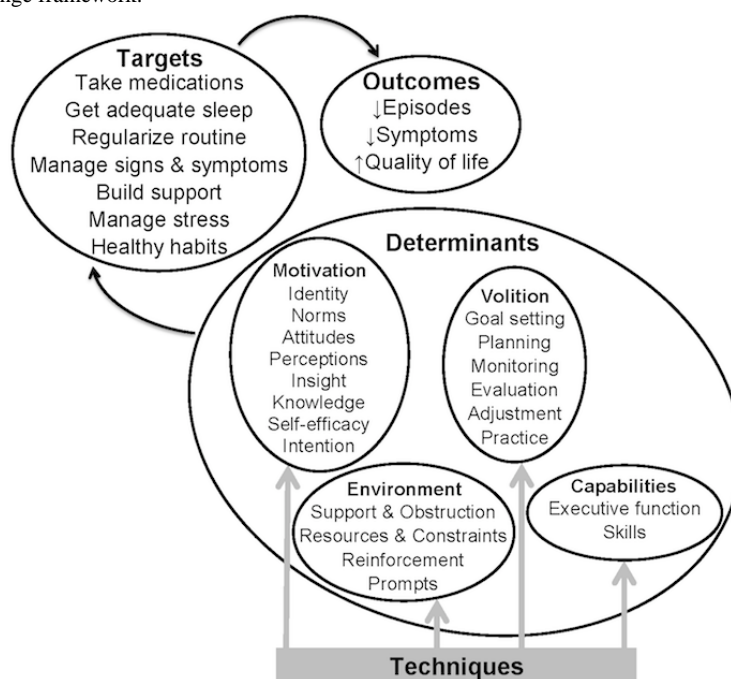 nge framework.
Targets
Take medications
Get adequate sleep
Regularize routine
Manage signs & symptoms
Build support
Manage stress
Healthy habits
Outcomes
↓Episodes
↓Symptoms
↑Quality of life
Determinants
Motivation
Identity
Norms
Attitudes
Perceptions
Insight
Knowledge
Self-efficacy
Intention
Volition
Goal setting
Planning
Monitoring
Evaluation
Adjustment
Practice
Environment
Support & Obstruction
Resources & Constraints
Reinforcement
Prompts
Capabilities
Executive function
Skills
Techniques